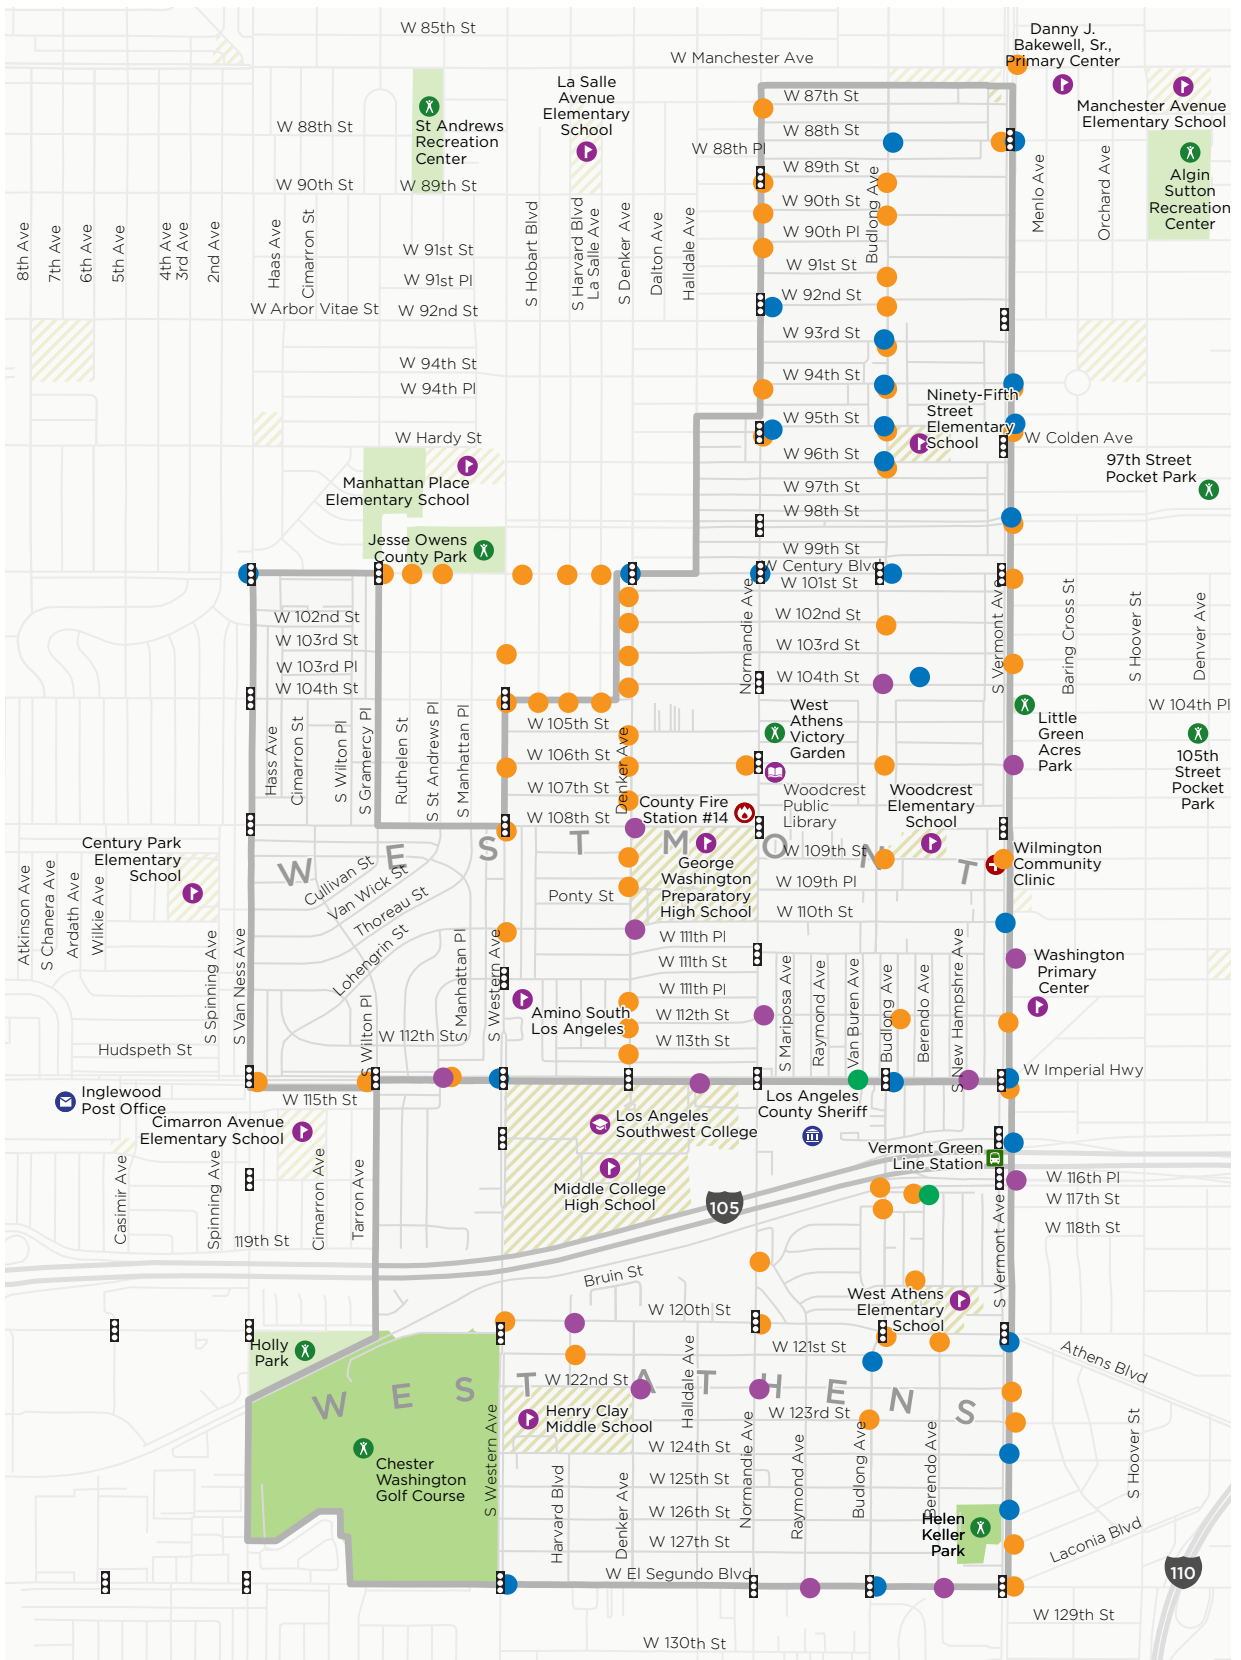 W 85th St
W Manchester Ave
Danny J.
Bakewell, Sr.,
Primary Center
La Salle
Avenue
Elementary
School
W 87th St
Manchester Avenue
Elementary School
St Andrews
Recreation
Center
W 88th St
W 88th St
W 88th Pl
W 89th St
W 90th St
W 89th St
W 90th St
W 90th Pl
Algin
Sutton
Recreation
Center
Menlo Ave
Orchard Ave
Budlong Ave
8th Ave
7th Ave
6th Ave
5th Ave
4th Ave
3rd Ave
2nd Ave
Haas Ave
Cimarron St
S Hobart Blvd
S Harvard Blvd
La Salle Ave
S Denker Ave
Dalton Ave
Halldale Ave
W 91st St
W 91st Pl
W Arbor Vitae St
W 92nd St
W 91st St
W 92nd St
W 93rd St
W 94th St
W 94th Pl
W 94th St
Ninety-Fifth
Street
Elementary
School
W 95th St
W Hardy St
W Colden Ave
W 96th St
97th Street
Pocket Park
Manhattan Place
Elementary School
W 97th St
W 98th St
Jesse Owens
County Park
W 99th St
W Century Blvd
W 101st St
Normandie Ave
S Vermont Ave
Baring Cross St
S Hoover St
Denver Ave
W 102nd St
W 103rd St
W 103rd Pl
W 104th St
W 102nd St
W 103rd St
W 104th St
W 104th Pl
Hass Ave
Cimarron St
S Wilton Pl
S Gramercy Pl
Ruthelen St
S St Andrews Pl
S Manhattan Pl
W 105th St
W 106th St
W 107th St
W 108th St
Denker Ave
West
Athens
Victory
Garden
Little
Green
Acres
Park
105th
Street
Pocket
Park
Woodcrest
Public
Library
Woodcrest
Elementary
School
County Fire
Station #14
WESTMONT
Century Park
Elementary
School
Cullivan St
Van Wick St
Thoreau St
Lohengrin St
George
Washington
Preparatory
High School
W 109th St
W 109th Pl
W 110th St
Wilmington
Community
Clinic
Ponty St
Atkinson Ave
S Chanera Ave
Ardath Ave
Wilkie Ave
S Spinning Ave
S Van Ness Ave
S Wilton Pl
S Manhattan Pl
S Western Ave
W 111th Pl
W 111th St
W 111th Pl
W 112th St
W 113th St
S Mariposa Ave
Raymond Ave
Van Buren Ave
Budlong Ave
Berendo Ave
S New Hampshire Ave
Washington
Primary
Center
Amino South
Los Angeles
W 112th St
Hudspeth St
W Imperial Hwy
Inglewood
Post Office
W 115th St
Cimarron Avenue
Elementary School
Los Angeles
Southwest College
Los Angeles
County Sheriff
Vermont Green
Line Station
Middle College
High School
Casimir Ave
Spinning Ave
Cimarron Ave
Tarron Ave
119th St
105
W 116th Pl
W 117th St
W 118th St
S Vermont Ave
Bruin St
W 120th St
West Athens
Elementary
School
Holly
Park
W 121st St
Athens Blvd
WEST ATHENS
W 122nd St
Halldale Ave
Henry Clay
Middle School
W 123rd St
W 124th St
W 125th St
W 126th St
W 127th St
Chester
Washington
Golf Course
S Western Ave
Harvard Blvd
Denker Ave
Normandie Ave
Raymond Ave
Budlong Ave
Berendo Ave
S Hoover St
Helen
Keller
Park
Laconia Blvd
110
W El Segundo Blvd
W 129th St
W 130th St